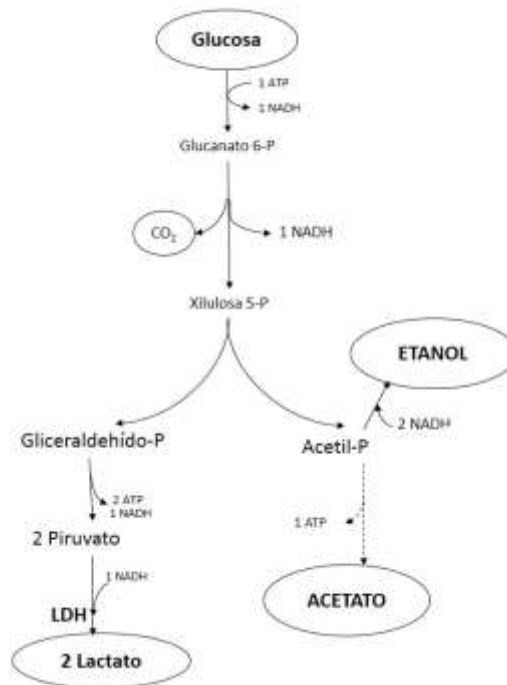 Glucosa
1 ATP
1 NADH
Glucanato 6-P
CO2
1 NADH
Xilulosa 5-P
ETANOL
2 NADH
Gliceraldehído-P
Acetil-P
2 ATP
1 NADH
1 ATP
2 Piruvato
1 NADH
LDH
ACETATO
2 Lactato